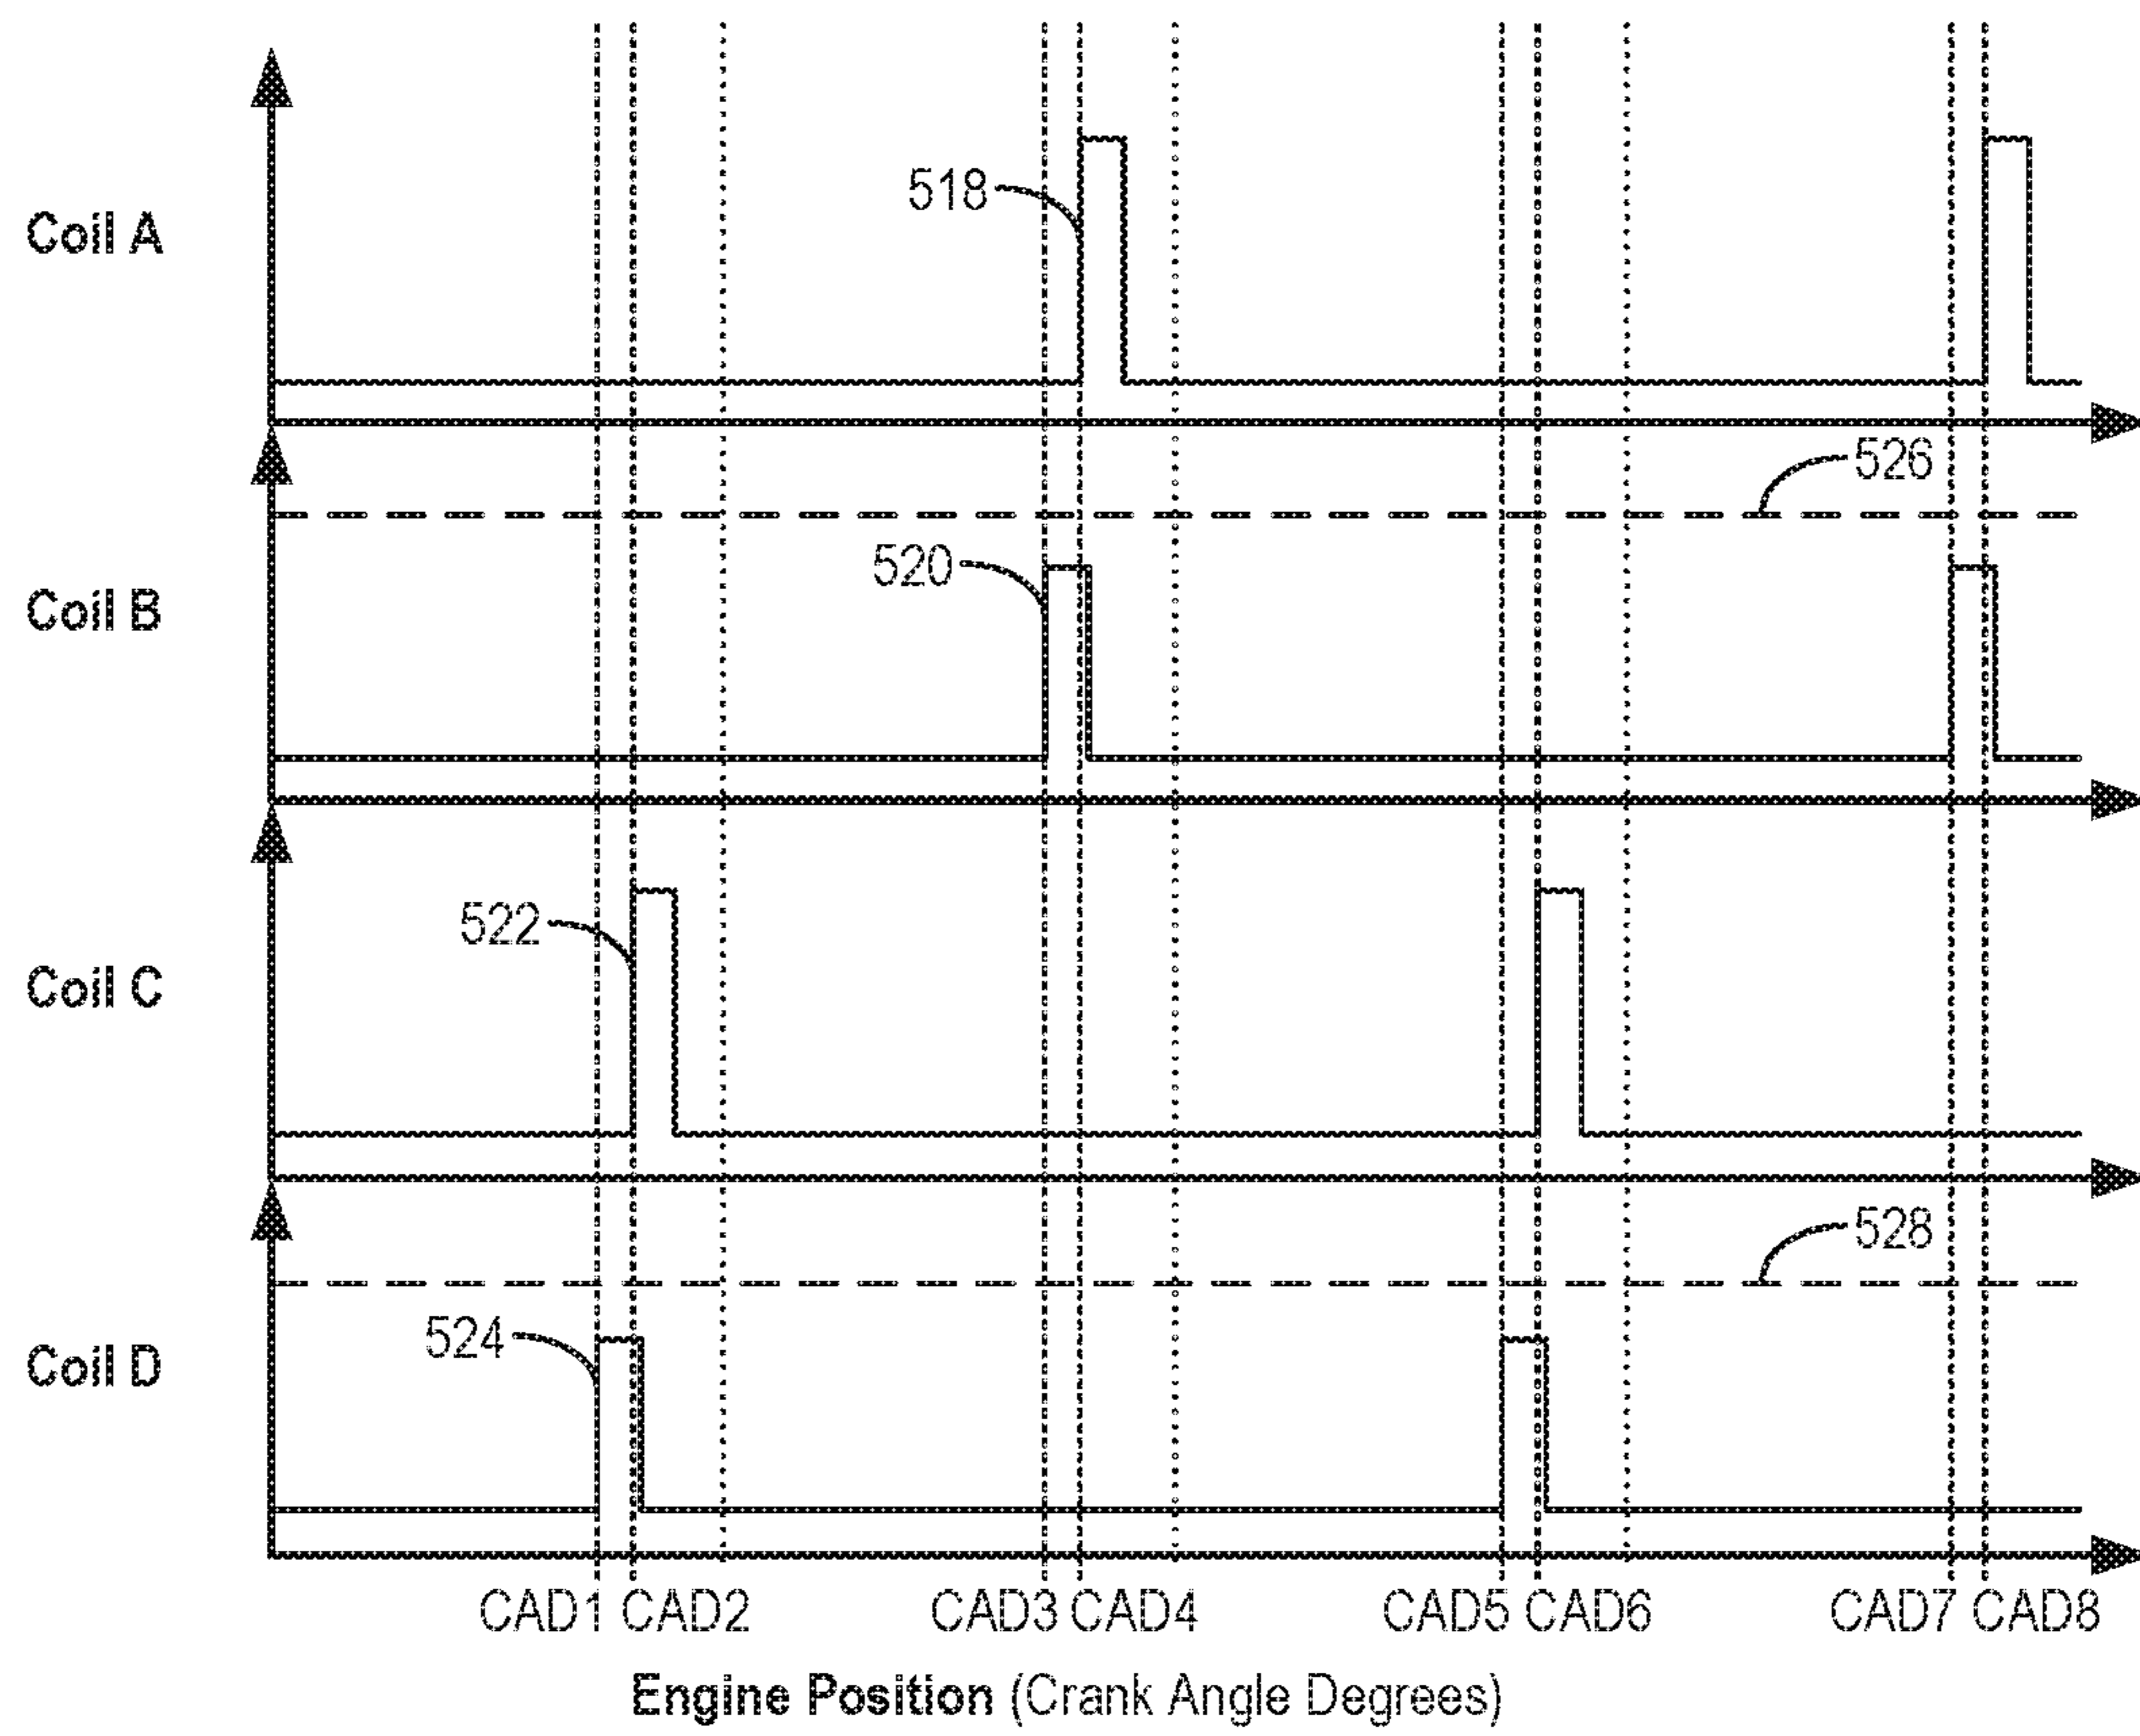 518
Coil A
526
520
Coil B
522
Coil C
528
524
Coil D
CAD1 CAD2 CAD3 CAD4 CAD5 CAD6 CAD7 CAD8
Engine Position (Crank Angle Degrees)